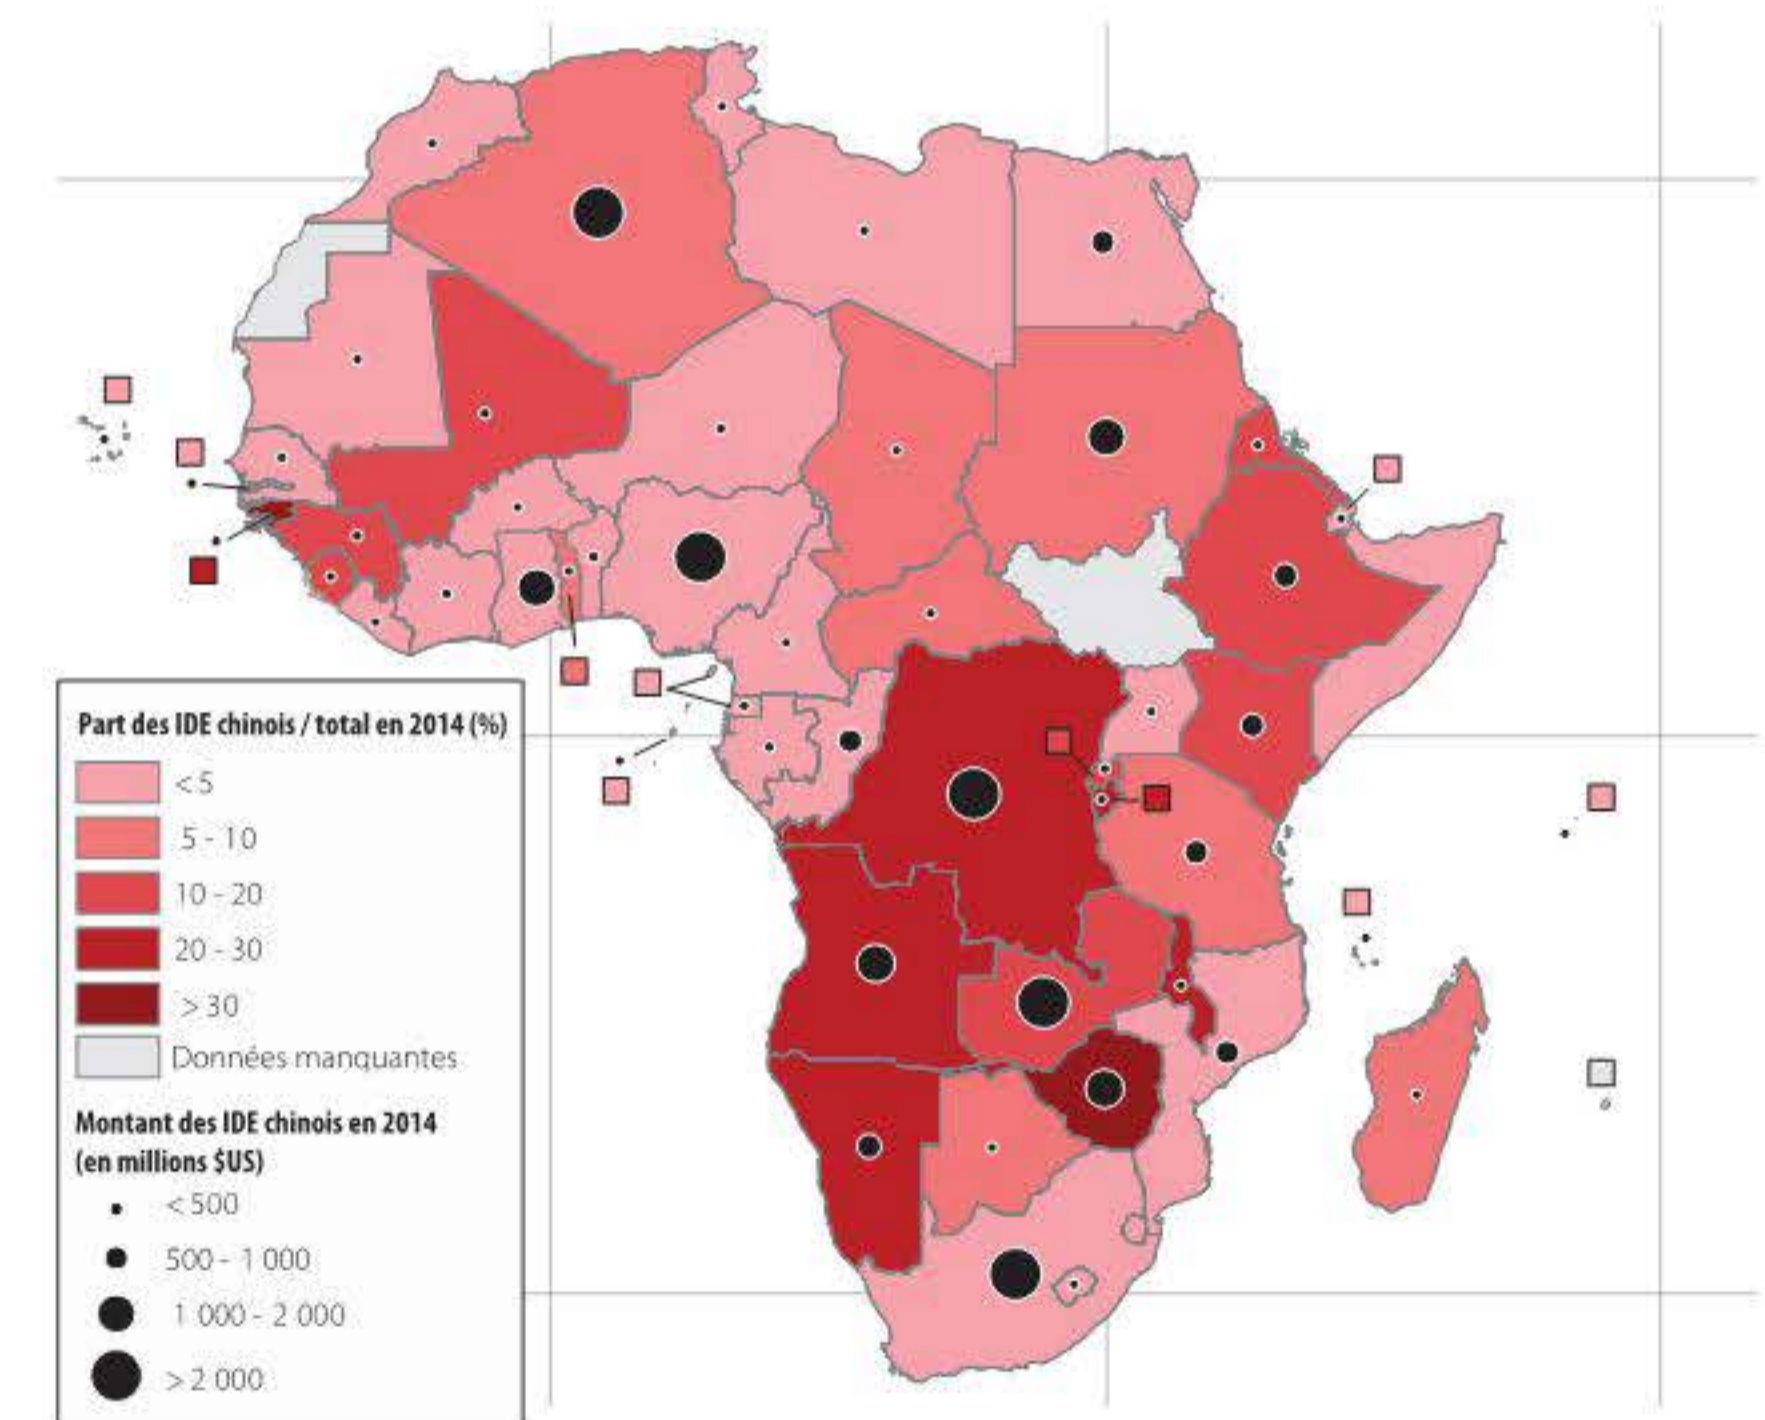 Part des IDE chinois / total en 2014 (%)
< 5
5 - 10
10 - 20
20 - 30
> 30
Données manquantes
Montant des IDE chinois en 2014
(en millions $US)
< 500
500 - 1 000
1 000 - 2 000
> 2 000